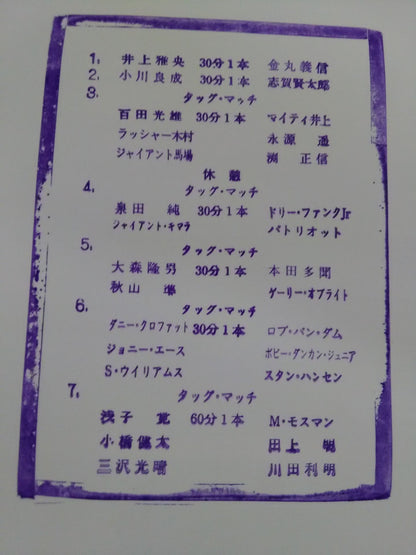 1. 井上雅央 30分1本 金丸義信
2. 小川良成 30分1本 志賀賢太郎
3. タッグ・マッチ
百田光雄 30分1本 マイティ井上
ラッシャー木村 永源 遥
ジャイアント馬場 渕 正信
休憩
4. タッグ・マッチ
泉田 純 30分1本 ドリー・ファンクJr
ジャイアント・キマラ パトリオット
5. タッグ・マッチ
大森隆男 30分1本 本田多聞
秋山 準 ゲーリー・オブライト
6. タッグ・マッチ
ダニー・クロファット 30分1本 ロブ・バン・ダム
ジョニー・エース ボビー・ダンカン・ジュニア
S・ウイリアムス スタン・ハンセン
7. タッグ・マッチ
浅子 覚 60分1本 M・モスマン
小橋健太 田上 明
三沢光晴 川田利明